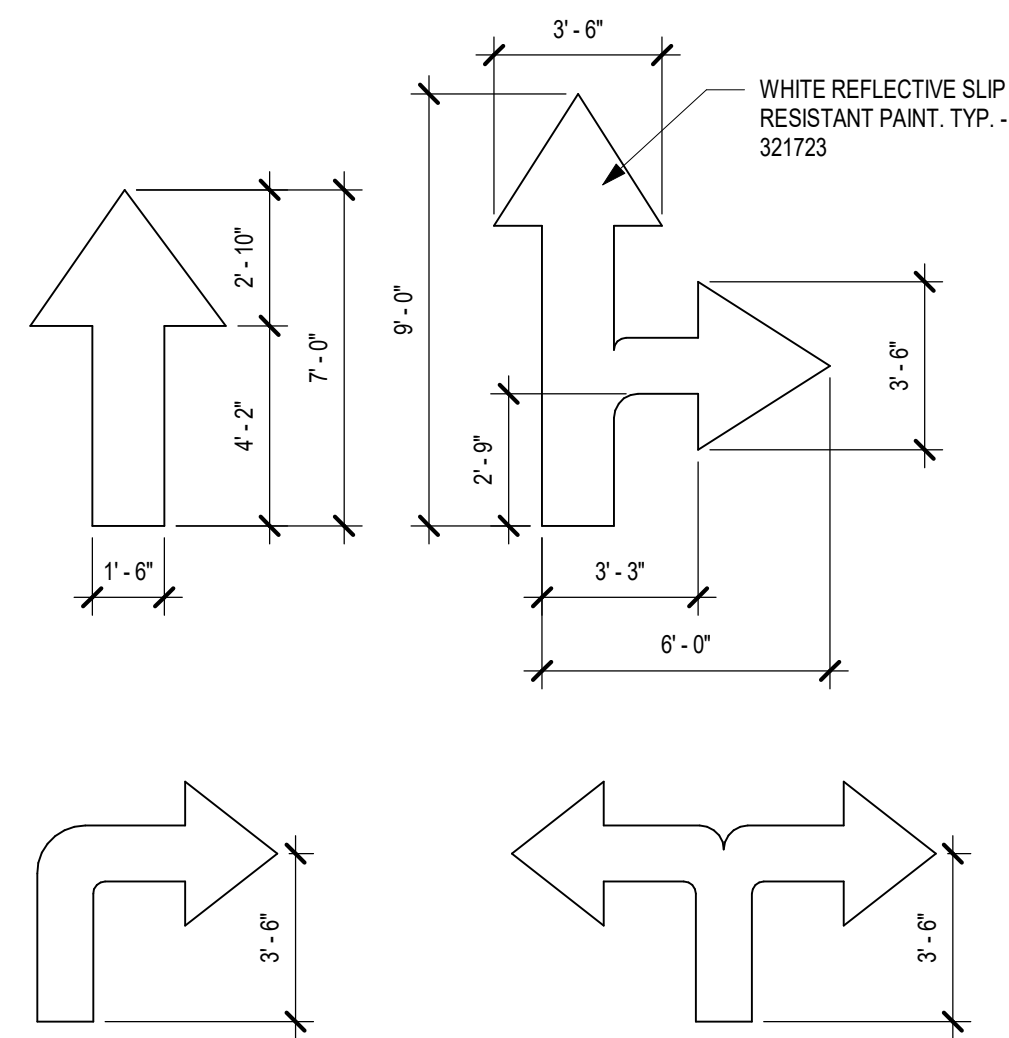 3' - 6"
WHITE REFLECTIVE SLIP
RESISTANT PAINT. TYP. -
321723
2' - 10"
7' - 0"
4' - 2"
1' - 6"
9' - 0"
2' - 9"
3' - 6"
3' - 3"
6' - 0"
3' - 6"
3' - 6"